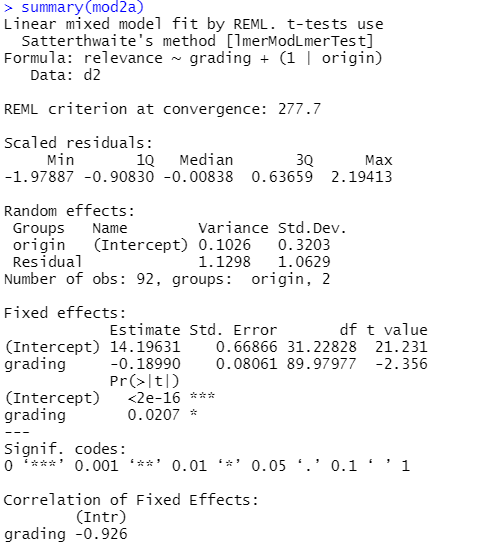 > summary(mod2a)
Linear mixed model fit by REML. t-tests use
  Satterthwaite's method [lmerModLmerTest]
Formula: relevance ~ grading + (1 | origin)
   Data: d2

REML criterion at convergence: 277.7

Scaled residuals:
     Min       1Q   Median       3Q      Max
-1.97887 -0.90830 -0.00838  0.63659  2.19413

Random effects:
 Groups   Name        Variance Std.Dev.
 origin   (Intercept) 0.1026   0.3203
 Residual             1.1298   1.0629
Number of obs: 92, groups:  origin, 2

Fixed effects:
            Estimate Std. Error       df t value
(Intercept) 14.19631    0.66866 31.22828  21.231
grading     -0.18990    0.08061 89.97977  -2.356
            Pr(>|t|)
(Intercept)   <2e-16 ***
grading       0.0207 *
---
Signif. codes:
0 ‘***’ 0.001 ‘**’ 0.01 ‘*’ 0.05 ‘.’ 0.1 ‘ ’ 1

Correlation of Fixed Effects:
        (Intr)
grading -0.926